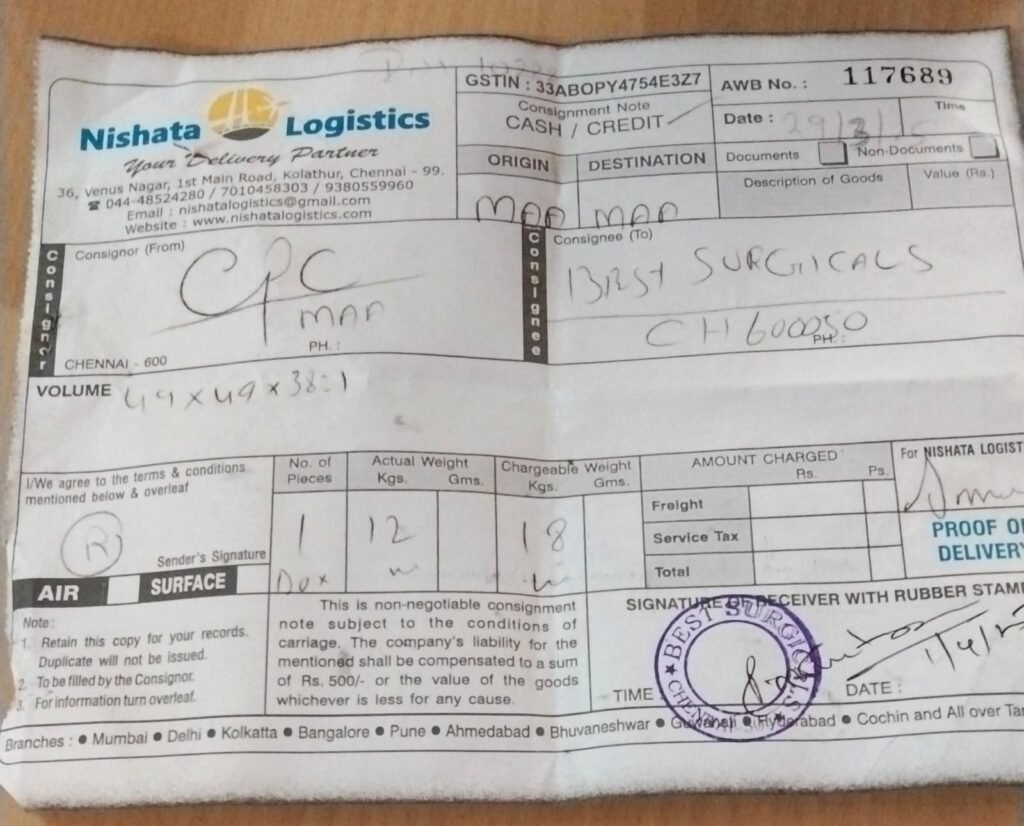 Nishata Logistics
Your Delivery Partner
36, Venus Nagar, 1st Main Road, Kolathur, Chennai - 99.
☎ 044-48524280 / 7010458303 / 9380559960
Email : nishatalogistics@gmail.com
Website : www.nishatalogistics.com
GSTIN : 33ABOPY4754E3Z7
Consignment Note
CASH / CREDIT
ORIGIN DESTINATION
MAA MAA
AWB No. : 117689
Date : 29/3/ Time
Documents Non-Documents
Description of Goods Value (Rs.)
Consignor
Consignor (From)
CPC
MAA
PH. :
CHENNAI - 600
Consignee
Consignee (To)
BEST SURGICALS
CH 600050
PH. :
VOLUME 49 x 49 x 38 = 1
I/We agree to the terms & conditions
mentioned below & overleaf
R
Sender's Signature
AIR SURFACE
No. of Pieces
1
Actual Weight
Kgs. Gms.
12
Chargeable Weight
Kgs. Gms.
18
AMOUNT CHARGED
Rs. Ps.
Freight
Service Tax
Total
For NISHATA LOGIST
PROOF OF
DELIVERY
Note :
1. Retain this copy for your records.
Duplicate will not be issued.
2. To be filled by the Consignor.
3. For information turn overleaf.
This is non-negotiable consignment
note subject to the conditions of
carriage. The company's liability for the
mentioned shall be compensated to a sum
of Rs. 500/- or the value of the goods
whichever is less for any cause.
SIGNATURE OF RECEIVER WITH RUBBER STAMP
BEST SURGICALS
CHENNAI
TIME
DATE : 1/4/
Branches : ● Mumbai ● Delhi ● Kolkatta ● Bangalore ● Pune ● Ahmedabad ● Bhuvaneshwar ● Guwahati ● Hyderabad ● Cochin and All over Ta